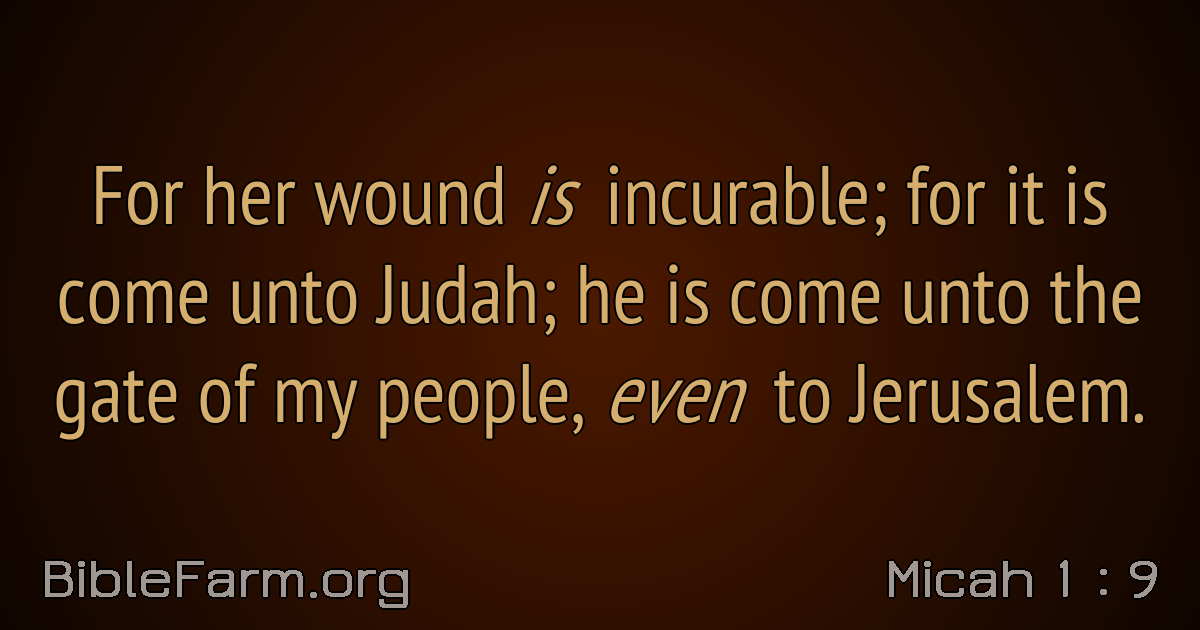 For her wound is incurable; for it is
come unto Judah; he is come unto the
gate of my people, even to Jerusalem.
BibleFarm.org
Micah 1 : 9